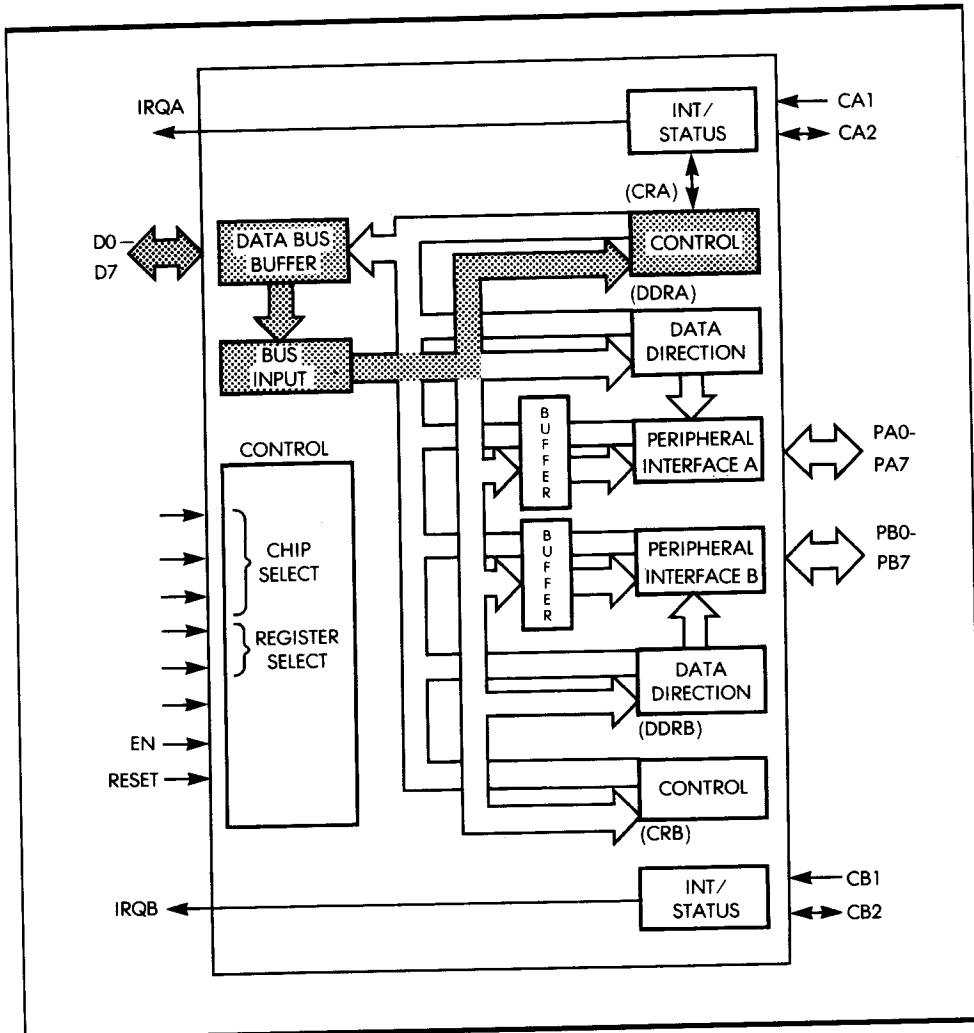 IRQA
INT/
STATUS
CA1
CA2
(CRA)
D0–
D7
DATA BUS
BUFFER
CONTROL
(DDRA)
BUS
INPUT
DATA
DIRECTION
BUFFER
PERIPHERAL
INTERFACE A
PA0-
PA7
CONTROL
CHIP
SELECT
REGISTER
SELECT
EN
RESET
BUFFER
PERIPHERAL
INTERFACE B
PB0-
PB7
DATA
DIRECTION
(DDRB)
CONTROL
(CRB)
IRQB
INT/
STATUS
CB1
CB2